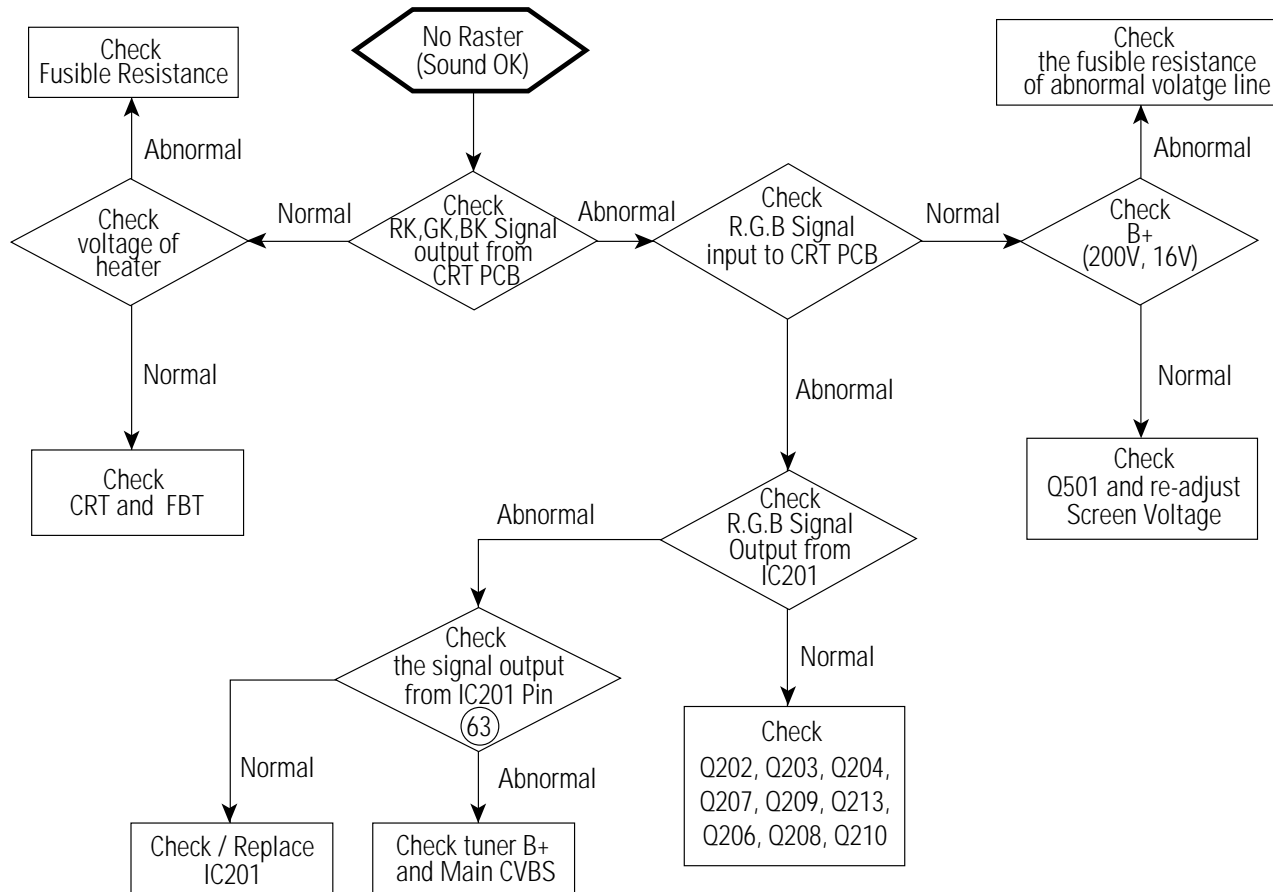 Check
Fusible Resistance
No Raster
(Sound OK)
Check
the fusible resistance
of abnormal volatge line
Abnormal
Abnormal
Check
voltage of
heater
Normal
Check
RK,GK,BK Signal
output from
CRT PCB
Abnormal
Check
R.G.B Signal
input to CRT PCB
Normal
Check
B+
(200V, 16V)
Normal
Abnormal
Normal
Check
CRT and FBT
Check
Q501 and re-adjust
Screen Voltage
Abnormal
Check
R.G.B Signal
Output from
IC201
Check
the signal output
from IC201 Pin
63
Normal
Normal
Abnormal
Check
Q202, Q203, Q204,
Q207, Q209, Q213,
Q206, Q208, Q210
Check / Replace
IC201
Check tuner B+
and Main CVBS